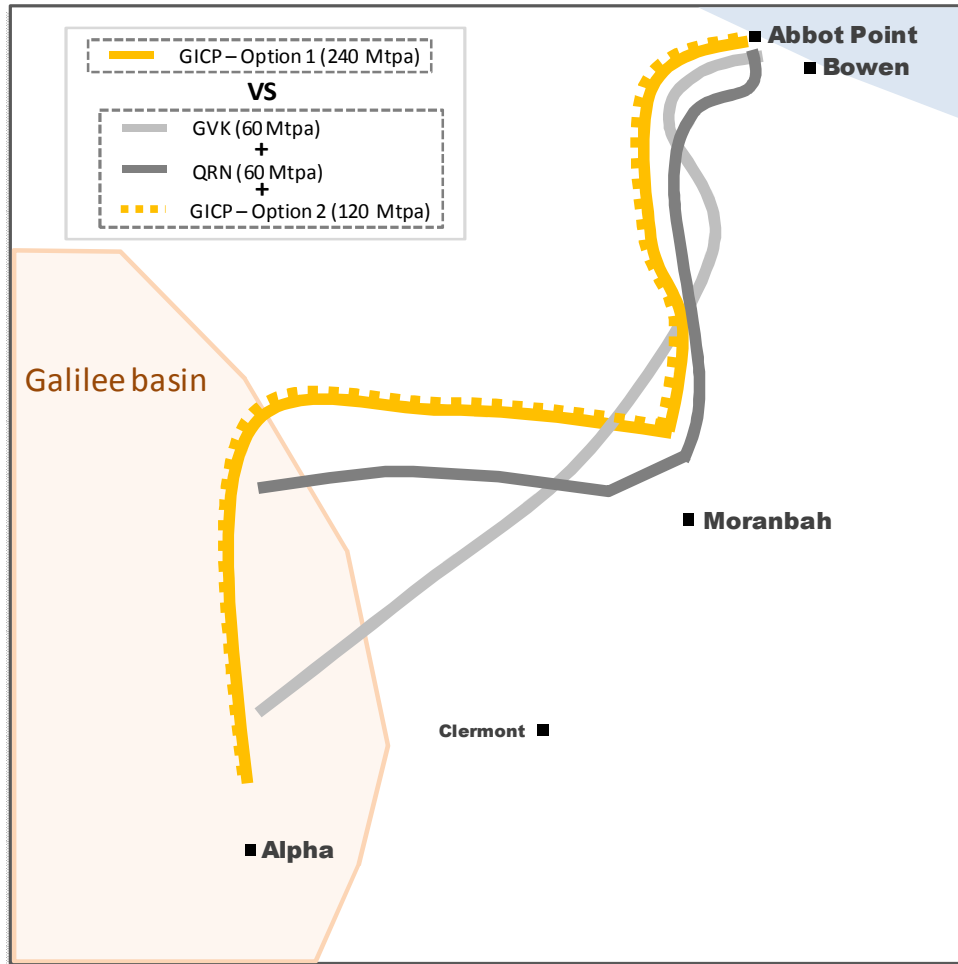 GICP – Option 1 (240 Mtpa)
VS
GVK (60 Mtpa)
+
QRN (60 Mtpa)
+
GICP – Option 2 (120 Mtpa)
Abbot Point
Bowen
Galilee basin
Moranbah
Clermont
Alpha